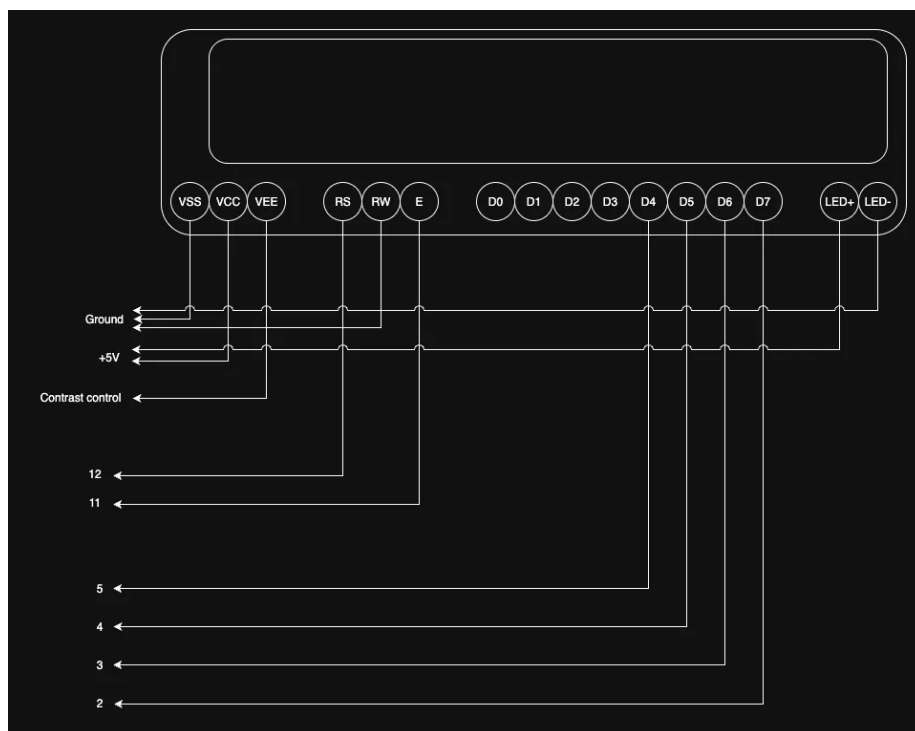 VSS VCC VEE RS RW E D0 D1 D2 D3 D4 D5 D6 D7 LED+ LED-
Ground
+5V
Contrast control
12
11
5
4
3
2